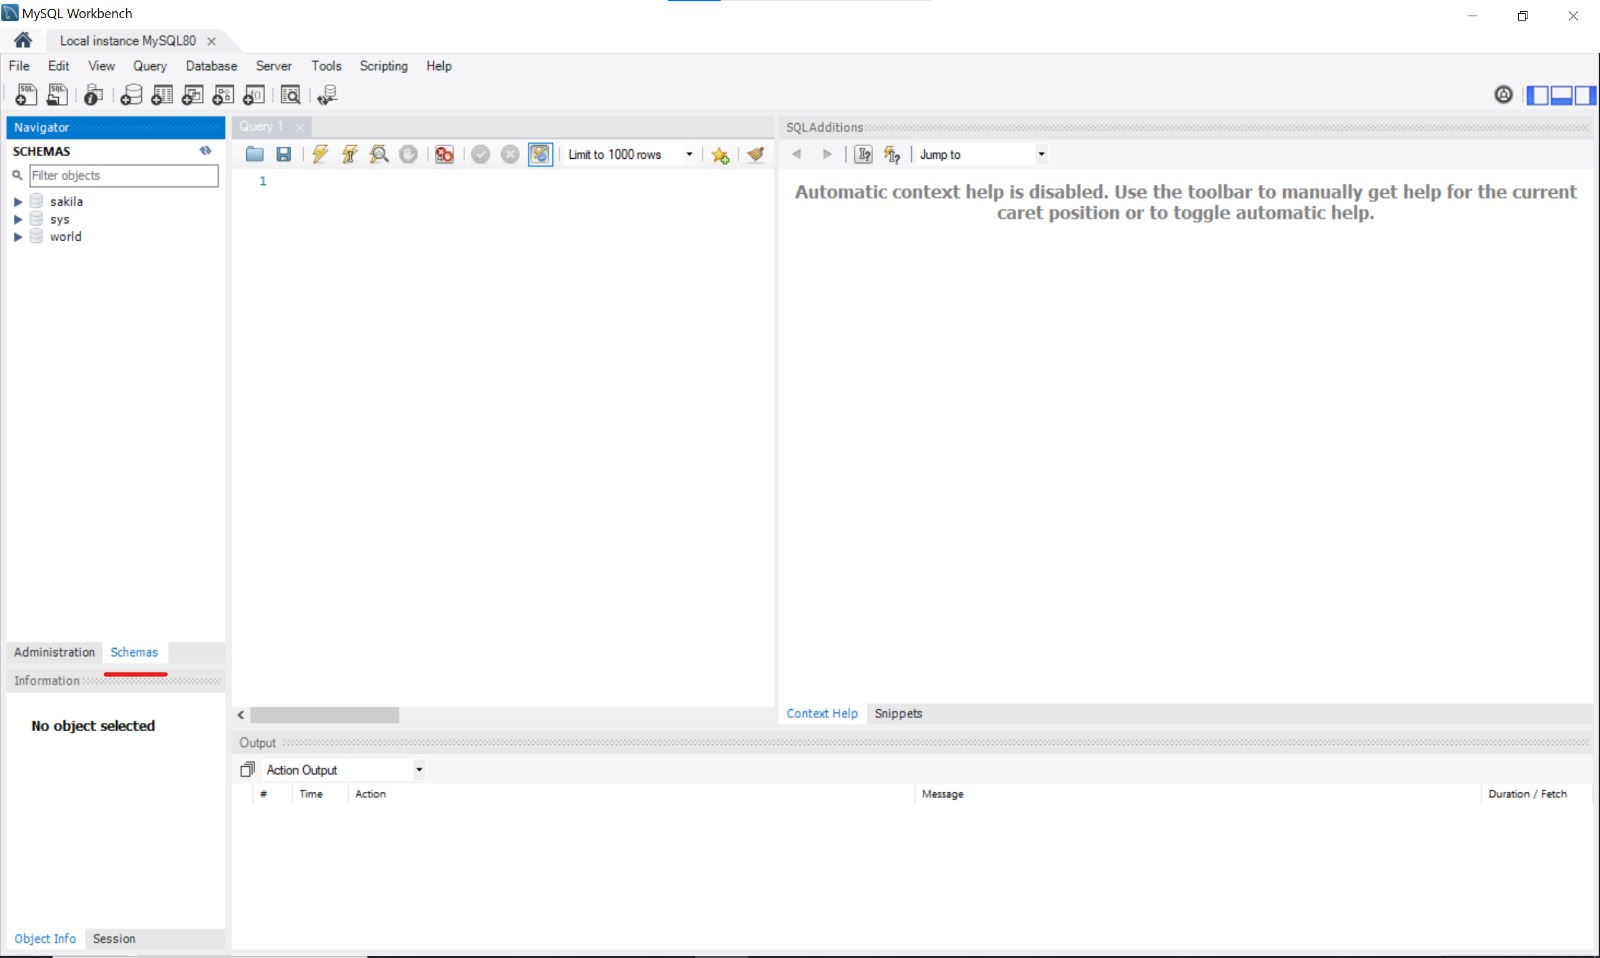 MySQL Workbench
Local instance MySQL80
File Edit View Query Database Server Tools Scripting Help
Navigator
SCHEMAS
Filter objects
sakila
sys
world
Administration Schemas
Information
No object selected
Object Info Session
Query 1
Limit to 1000 rows
1
SQLAdditions
Jump to
Automatic context help is disabled. Use the toolbar to manually get help for the current
caret position or to toggle automatic help.
Context Help Snippets
Output
Action Output
# Time Action Message Duration / Fetch